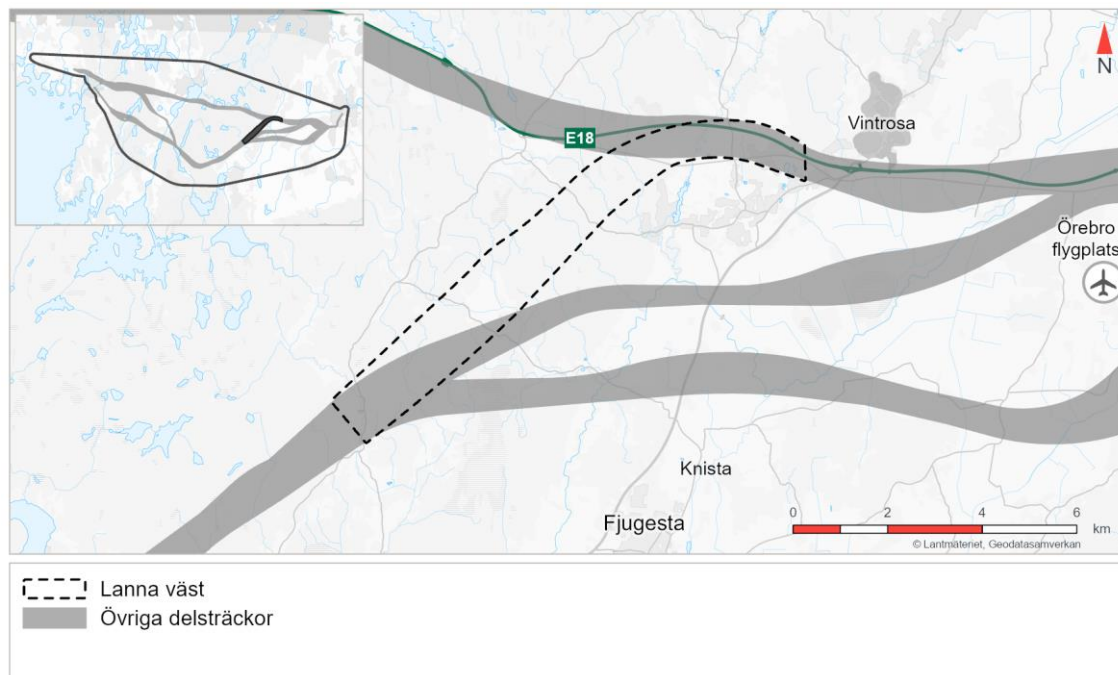 N
Vintrosa
E18
Örebro
flygplats
Knista
Fjugesta
0 2 4 6
km
© Lantmäteriet, Geodatasamverkan
Lanna väst
Övriga delsträckor